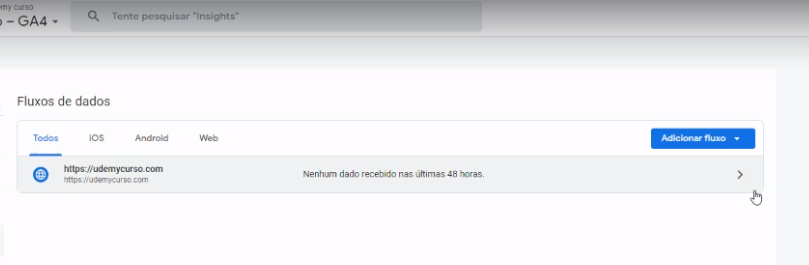 my curso
– GA4
Tente pesquisar "Insights"
Fluxos de dados
Todos
iOS
Android
Web
Adicionar fluxo
https://udemycurso.com
https://udemycurso.com
Nenhum dado recebido nas últimas 48 horas.